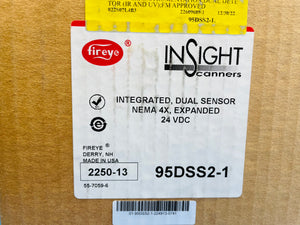 TOR (IR AND UV);FM APPROVED
95DSS2-1.
fireye
INSIGHT
scanners
INTEGRATED, DUAL SENSOR
NEMA 4X, EXPANDED
24 VDC
FIREYE ®
DERRY, NH
MADE IN USA
2250-13
95DSS2-1
55-7059-6